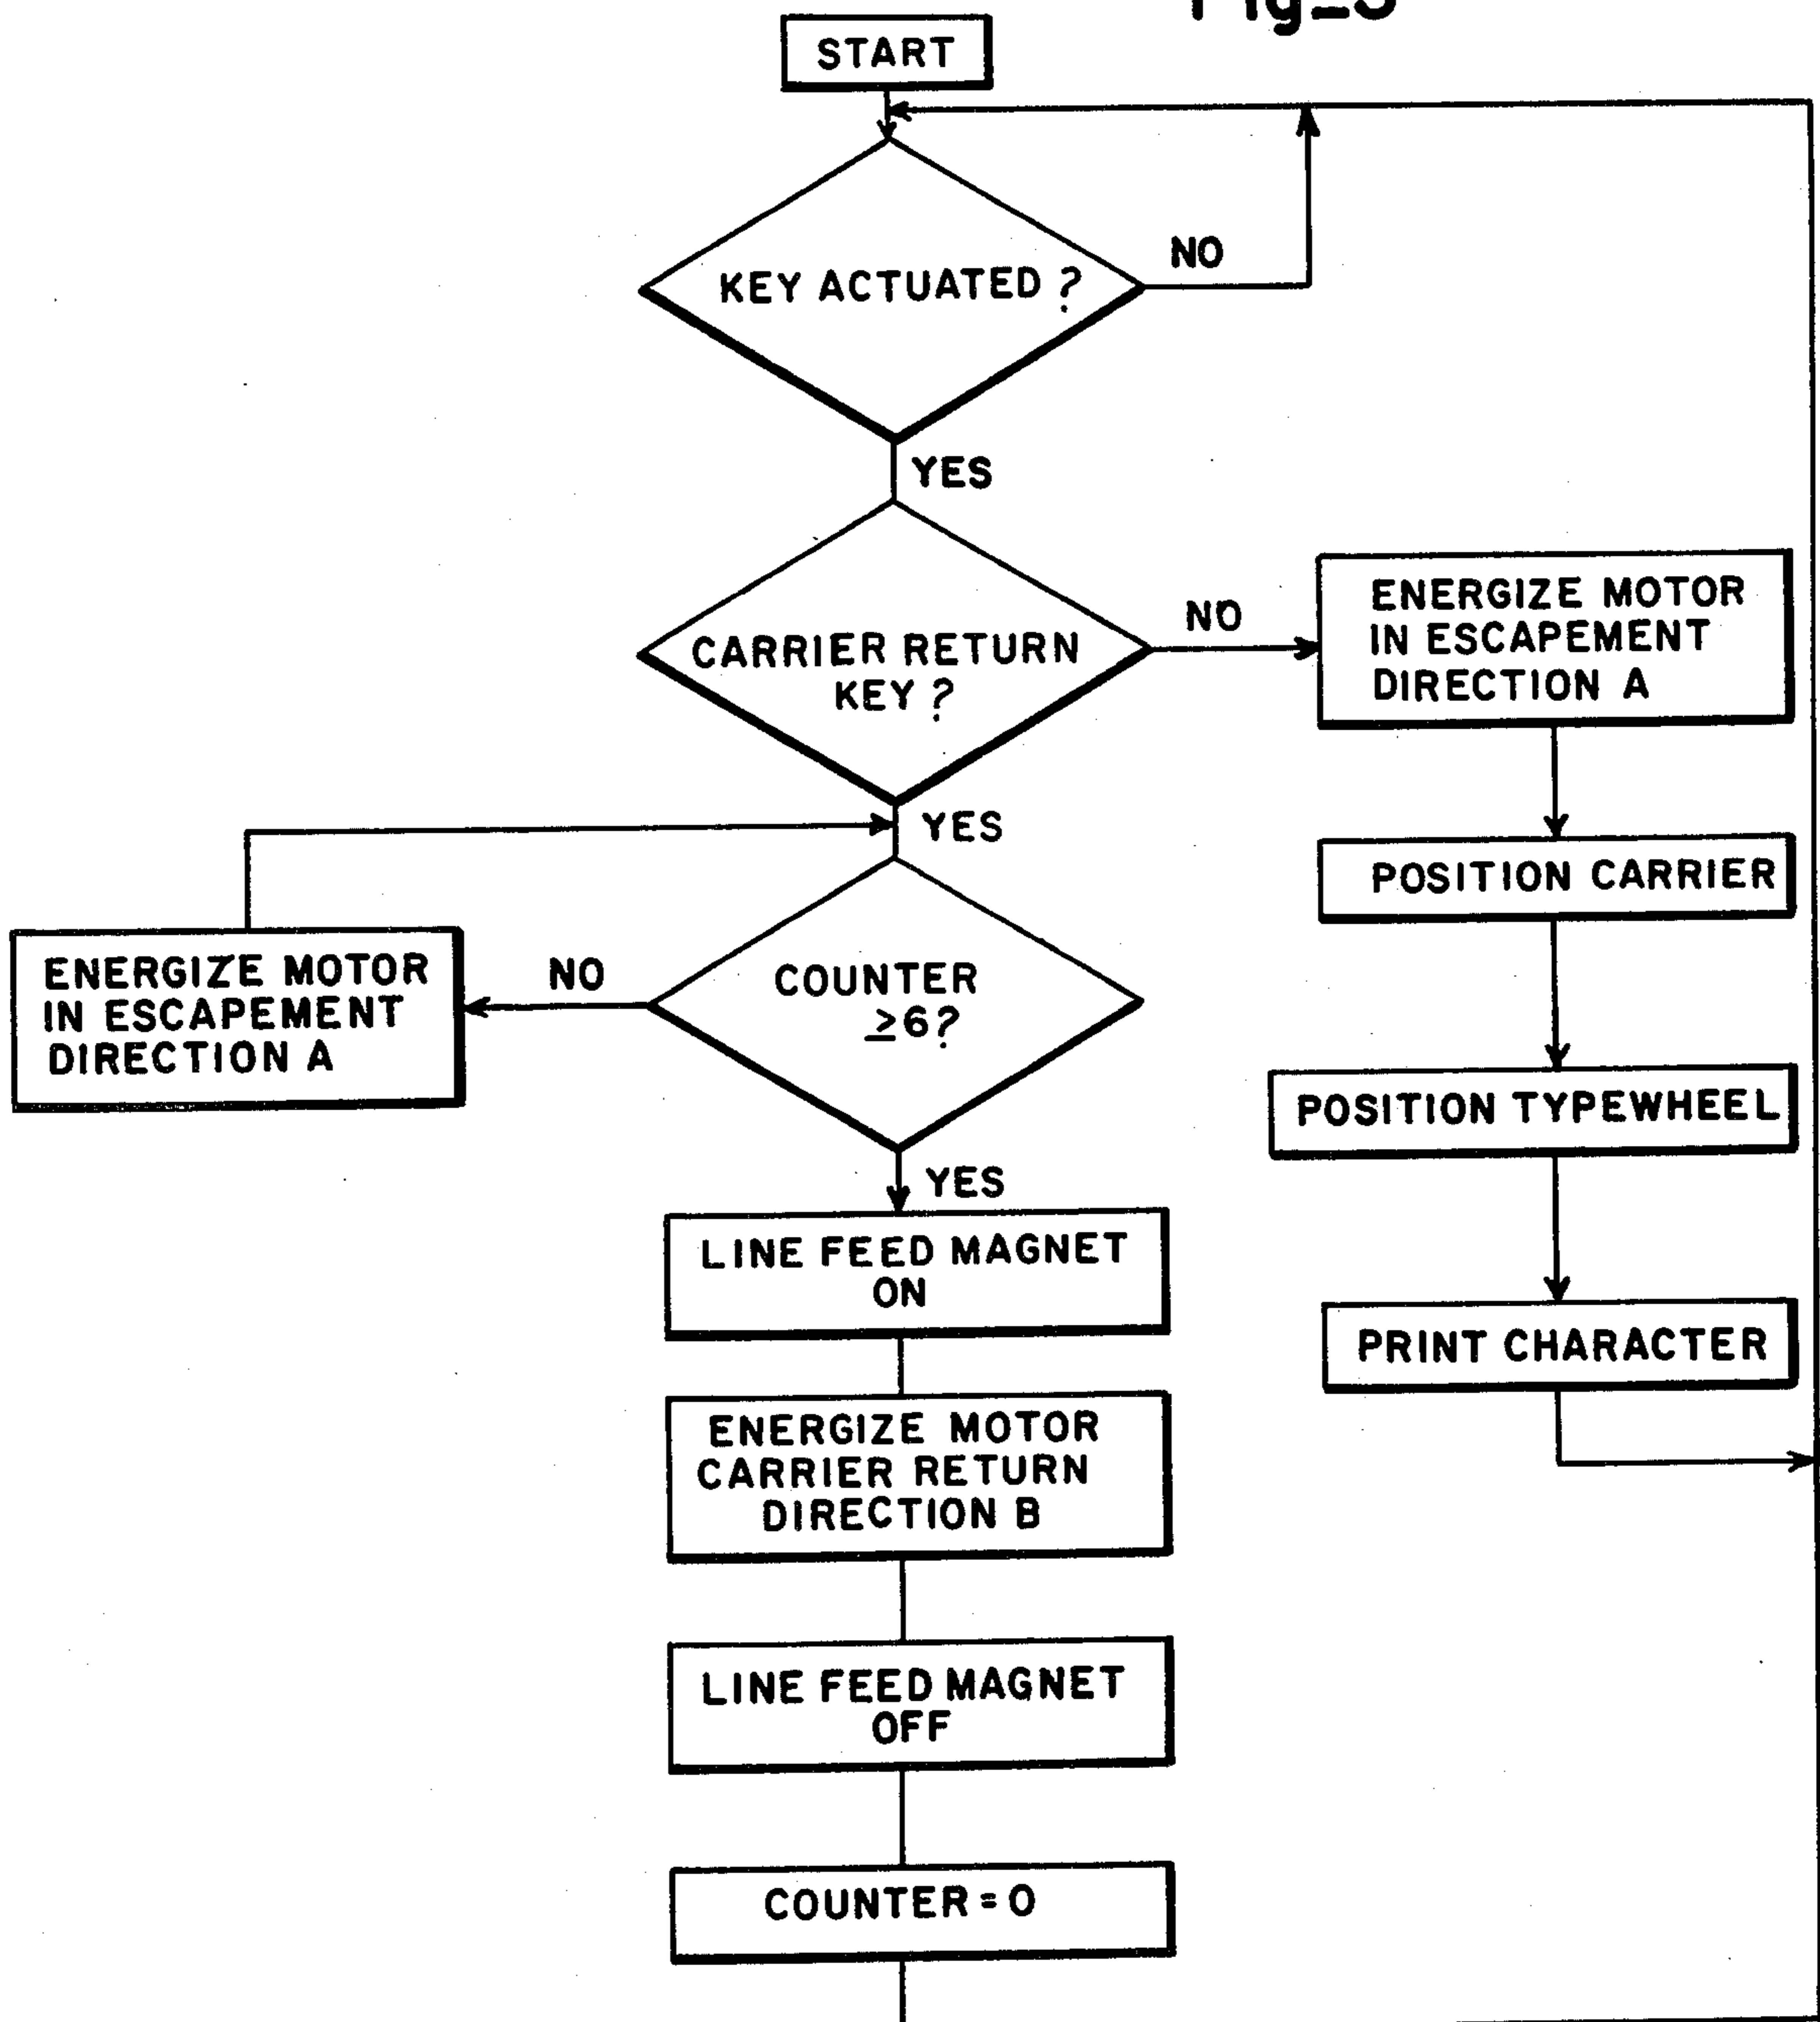 START
KEY ACTUATED ?
NO
YES
CARRIER RETURN
KEY ?
NO
ENERGIZE MOTOR
IN ESCAPEMENT
DIRECTION A
YES
POSITION CARRIER
ENERGIZE MOTOR
IN ESCAPEMENT
DIRECTION A
NO
COUNTER
≥6?
POSITION TYPEWHEEL
YES
LINE FEED MAGNET
ON
PRINT CHARACTER
ENERGIZE MOTOR
CARRIER RETURN
DIRECTION B
LINE FEED MAGNET
OFF
COUNTER = 0